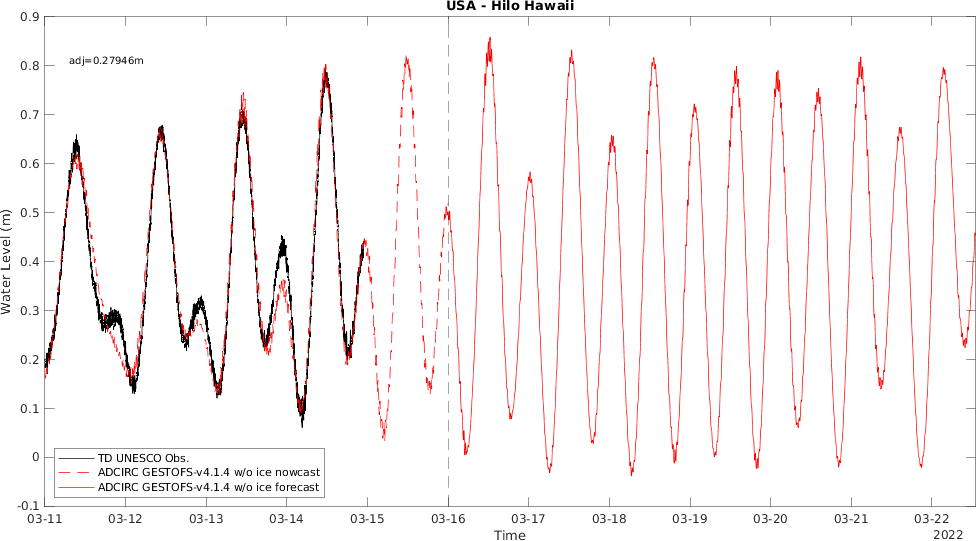 USA - Hilo Hawaii
adj=0.27946m
Water Level (m)
0.9
0.8
0.7
0.6
0.5
0.4
0.3
0.2
0.1
0
-0.1
TD UNESCO Obs.
ADCIRC GESTOFS-v4.1.4 w/o ice nowcast
ADCIRC GESTOFS-v4.1.4 w/o ice forecast
03-11 03-12 03-13 03-14 03-15 03-16 03-17 03-18 03-19 03-20 03-21 03-22
Time
2022